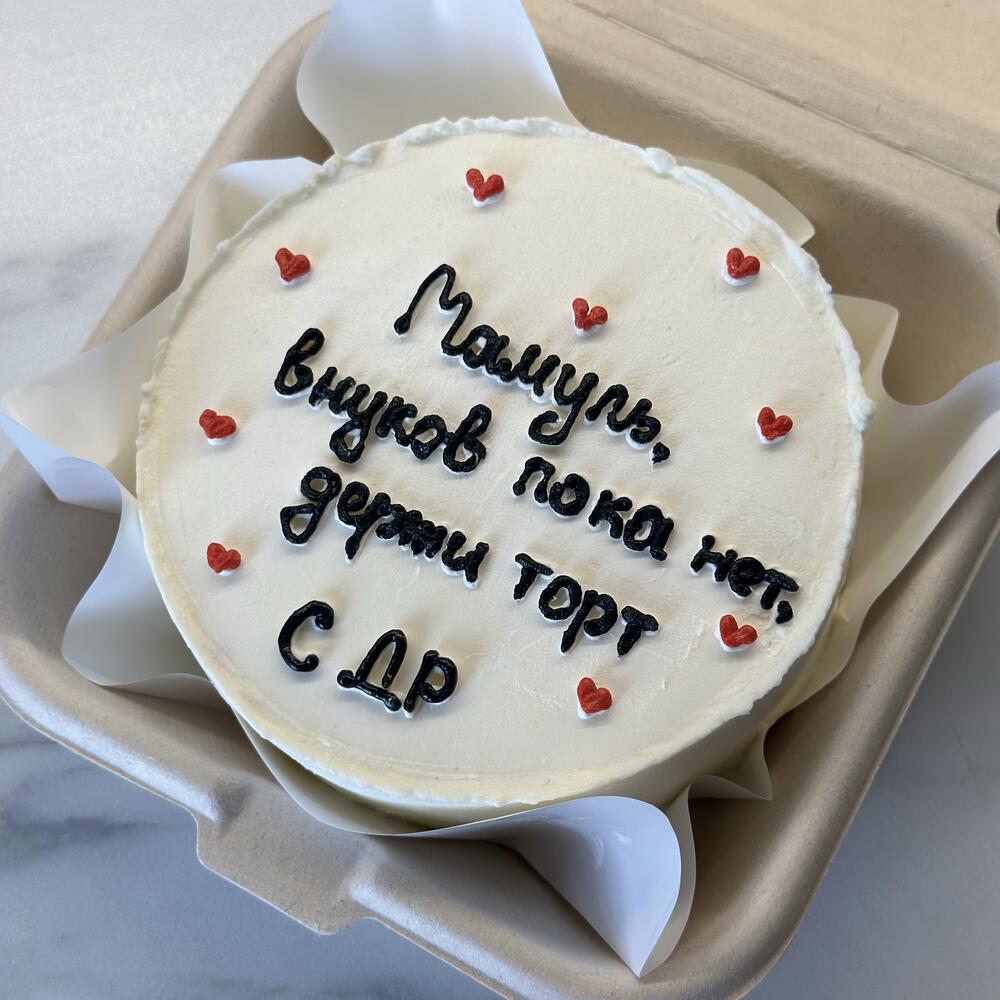 Мамуль,
внуков пока нет,
держи торт
С ДР